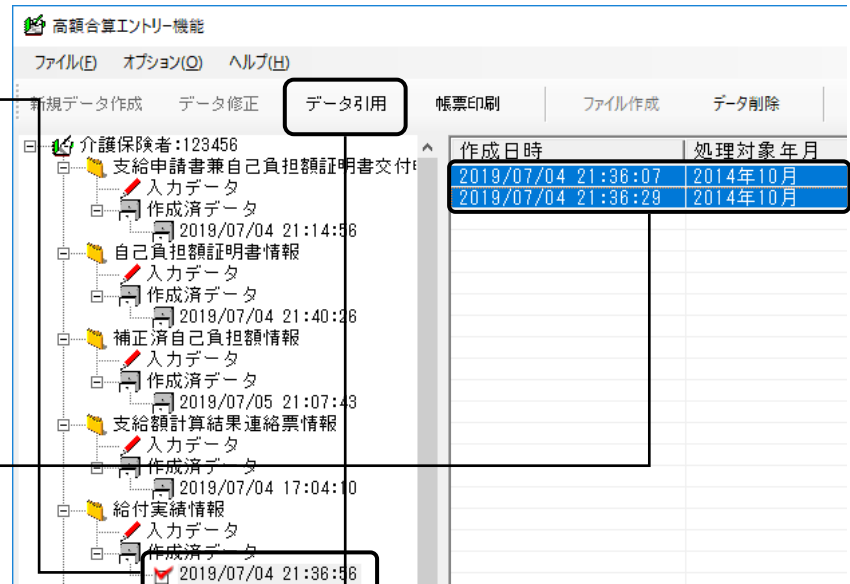 高額合算エントリー機能
ファイル(F) オプション(O) ヘルプ(H)
新規データ作成 データ修正 データ引用 帳票印刷 ファイル作成 データ削除
介護保険者:123456
支給申請書兼自己負担額証明書交付
入力データ
作成済データ
2019/07/04 21:14:56
自己負担額証明書情報
入力データ
作成済データ
2019/07/04 21:40:26
補正済自己負担額情報
入力データ
作成済データ
2019/07/05 21:07:43
支給額計算結果連絡票情報
入力データ
作成済データ
2019/07/04 17:04:10
給付実績情報
入力データ
作成済データ
2019/07/04 21:36:56
作成日時 処理対象年月
2019/07/04 21:36:07 2014年10月
2019/07/04 21:36:29 2014年10月